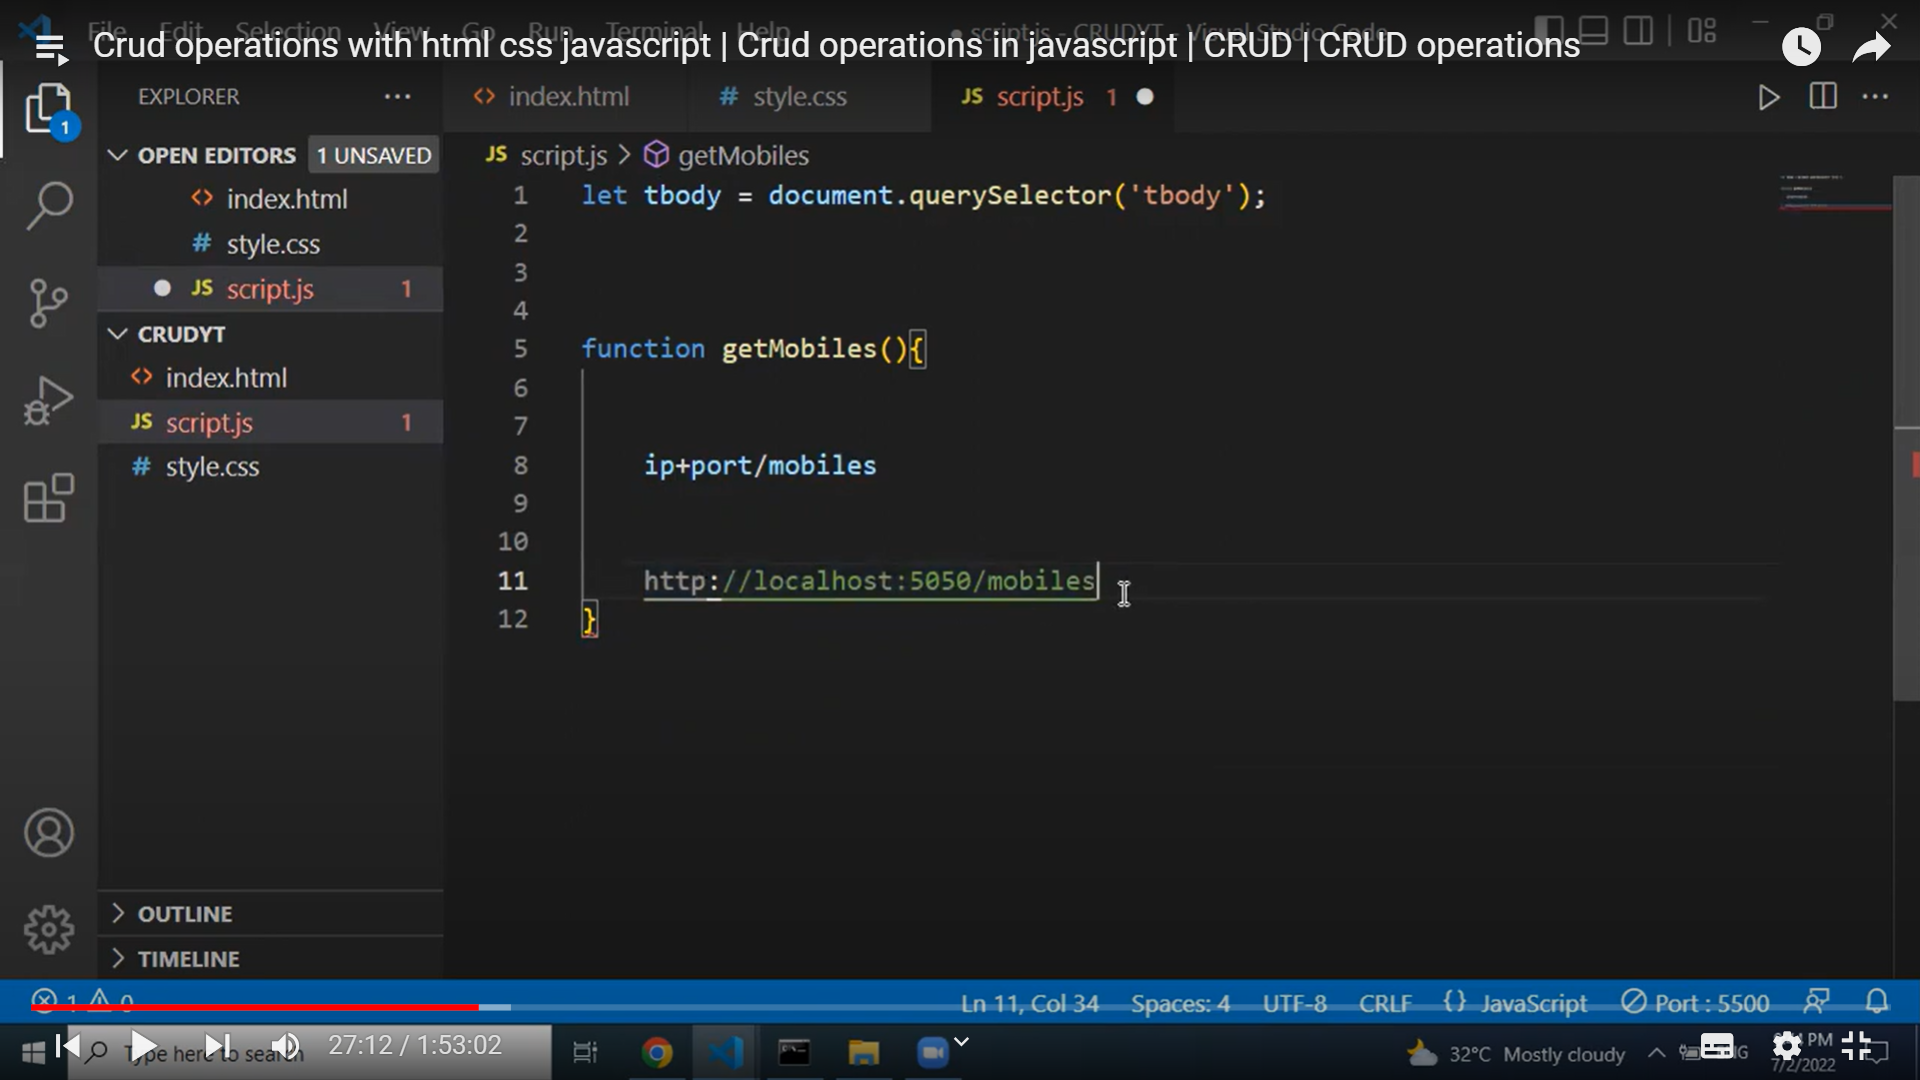 Crud operations with html css javascript | Crud operations in javascript | CRUD | CRUD operations
File Edit Selection View Go Run Terminal Help
script.js - CRUDYT - Visual Studio Code
EXPLORER
index.html
# style.css
JS script.js 1
1
OPEN EDITORS 1 UNSAVED
index.html
# style.css
JS script.js 1
CRUDYT
index.html
JS script.js 1
# style.css
OUTLINE
TIMELINE
JS script.js > getMobiles
1 let tbody = document.querySelector('tbody');
2
3
4
5 function getMobiles(){
6
7
8 ip+port/mobiles
9
10
11 http://localhost:5050/mobiles
12 }
1 0
Ln 11, Col 34 Spaces: 4 UTF-8 CRLF {} JavaScript Port : 5500
Type here to search
27:12 / 1:53:02
32°C Mostly cloudy
PM
7/2/2022